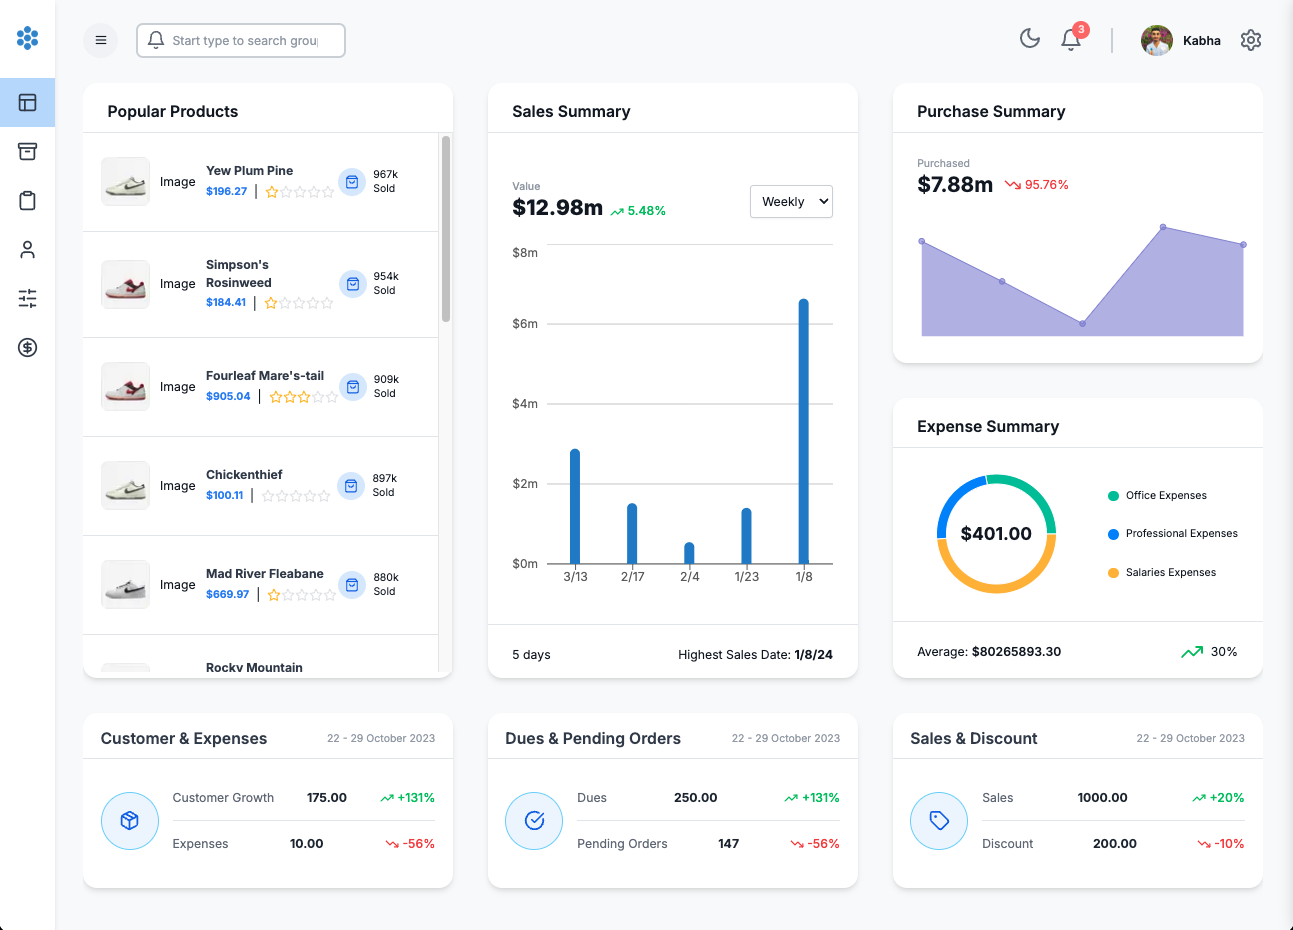 Start type to search grou
3
Kabha
Popular Products
Image
Yew Plum Pine
$196.27 |
967k
Sold
Image
Simpson's
Rosinweed
$184.41 |
954k
Sold
Image
Fourleaf Mare's-tail
$905.04 |
909k
Sold
Image
Chickenthief
$100.11 |
897k
Sold
Image
Mad River Fleabane
$669.97 |
880k
Sold
Rocky Mountain
Sales Summary
Value
$12.98m 5.48%
Weekly
$8m
$6m
$4m
$2m
$0m
3/13 2/17 2/4 1/23 1/8
5 days
Highest Sales Date: 1/8/24
Purchase Summary
Purchased
$7.88m 95.76%
Expense Summary
$401.00
Office Expenses
Professional Expenses
Salaries Expenses
Average: $80265893.30
30%
Customer & Expenses
22 - 29 October 2023
Customer Growth 175.00 +131%
Expenses 10.00 -56%
Dues & Pending Orders
22 - 29 October 2023
Dues 250.00 +131%
Pending Orders 147 -56%
Sales & Discount
22 - 29 October 2023
Sales 1000.00 +20%
Discount 200.00 -10%